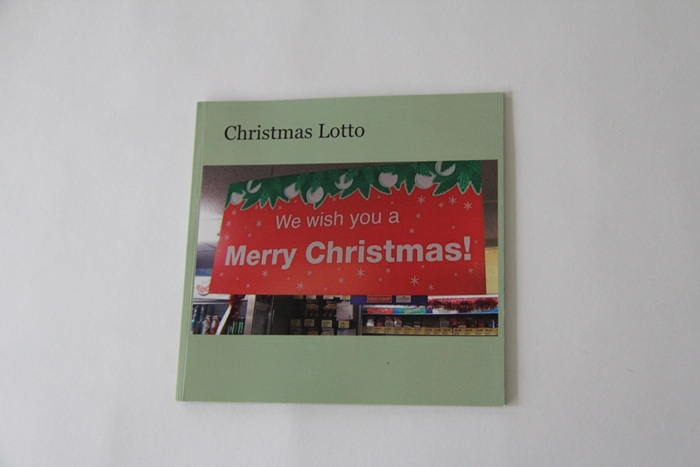 Christmas Lotto
We wish you a
Merry Christmas!